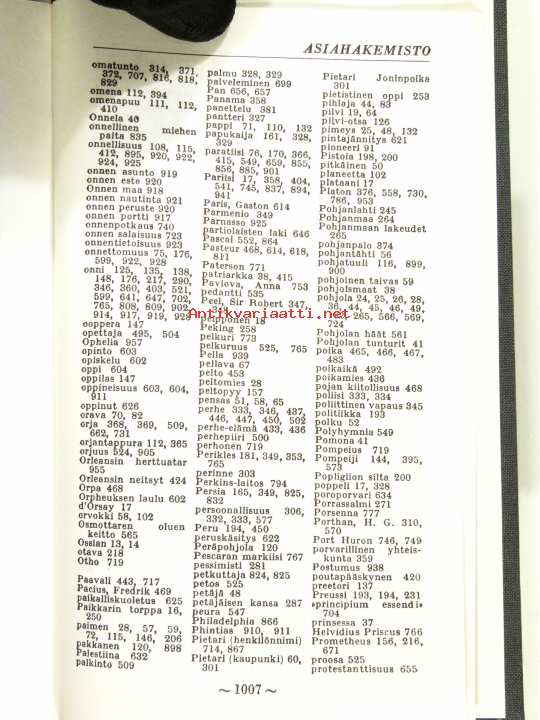 ASIAHAKEMISTO
omatunto 314, 371,
372, 707, 816, 818,
829
omena 112, 394
omenapuu 111, 112,
410
Onnela 40
onnellinen miehen
paita 835
onnellisuus 108, 115,
412, 895, 920, 922,
924, 925
onnen asunto 919
onnen este 920
Onnen maa 918
onnen nautinta 921
onnen peruste 920
onnen portti 917
onnenpotkaus 740
onnen salaisuus 723
onnentietoisuus 923
onnettomuus 75, 176,
599, 922, 928
onni 125, 135, 138,
148, 176, 217, 290,
346, 360, 403, 521,
599, 641, 647, 702,
765, 808, 809, 902,
914, 917, 919, 928
ooppera 147
opettaja 495, 504
Ophelia 957
opinto 603
opiskelu 602
oppi 604
oppilas 147
oppineisuus 603, 604,
911
oppinut 626
orava 70, 82
orja 368, 369, 509,
662, 731
orjantappura 112, 365
orjuus 524, 905
Orleansin herttuatar
955
Orleansin neitsyt 424
Orpa 468
Orpheuksen laulu 602
d'Orsay 17
orvokki 58, 102
Osmottaren oluen
keitto 565
Ossian 13, 14
otava 218
Otho 719
Paavali 443, 717
Pacius, Fredrik 469
paikalliskuoletus 625
Paikkarin torppa 16,
250
paimen 28, 57, 59,
72, 115, 146, 206
pakkanen 120, 898
Palestiina 632
palkinto 509
palmu 328, 329
palveleminen 699
Pan 656, 657
Panama 358
panettelu 381
pantteri 327
pappi 71, 110, 132
papukaija 161, 328,
329
paratiisi 76, 170, 366,
415, 549, 659, 855,
856, 885, 901
Pariisi 17, 358, 404,
541, 745, 837, 894,
941
Paris, Gaston 614
Parmenio 349
Parnasso 925
partiolaisten laki 646
Pascal 552, 864
Pasteur 468, 614, 618,
811
Paterson 771
patriarkka 38, 415
Pavlova, Anna 753
pedantti 535
Peel, Sir Robert 347,
peipponen 18
Peking 258
pelkuri 773
pelkuruus 525, 765
Pella 939
pellava 67
pelto 453
peltomies 28
peltopyy 157
pensas 51, 58, 65
perhe 333, 346, 437,
446, 447, 450, 502
perhe-elämä 433, 436
perhepiiri 500
perhonen 719
Perikles 181, 349, 353,
765
perinne 303
Perkins-laitos 794
Persia 165, 349, 825,
832
persoonallisuus 306,
332, 333, 577
Peru 194, 450
peruskäsitys 622
Peräpohjola 120
Pescaran markiisi 767
pessimisti 281
petkuttaja 824, 825
petos 525
petäjä 48
petäjäisen kansa 287
peura 547
Philadelphia 866
Phintias 910, 911
Pietari (henkilönnimi)
714, 867
Pietari (kaupunki) 60,
301
Pietari Joninpoika
301
pietistinen oppi 253
pihlaja 44, 83
pilvi 19, 64
pilvi-otsa 126
pimeys 25, 48, 132
pintajännitys 621
pioneeri 91
Pistoia 198, 200
pitkäinen 50
planeetta 102
plataani 17
Platon 376, 558, 730,
786, 953
Pohjanlahti 245
Pohjanmaa 264
Pohjanmaan lakeudet
265
pohjanpalo 374
pohjantähti 56
pohjatuuli 116, 899,
900
pohjoinen taivas 59
pohjoismaat 38
Pohjola 24, 25, 26, 28,
36, 44, 45, 46, 49,
265, 566, 569,
724
Pohjolan häät 561
Pohjolan tunturit 41
poika 465, 466, 467,
483
poikaikä 492
poikamies 436
pojan kiitollisuus 468
poliisi 333, 334
poliittinen vapaus 345
politiikka 193
polku 52
Polyhymnia 549
Pomona 41
Pompeius 719
Pompeiji 144, 395,
573
Popliglion silta 200
poppeli 17, 328
poroporvari 634
Porrassalmi 271
Porsenna 777
Porthan, H. G. 310,
570
Port Huron 746, 749
porvarillinen yhteis-
kunta 359
Postumus 938
poutapääskynen 420
preetori 137
Preussi 193, 194, 231
»principium essendi»
704
prinsessa 37
Helvidius Priscus 766
Prometheus 156, 216,
671
proosa 525
protestanttisuus 655
Antikvariaatti.net
~ 1007 ~